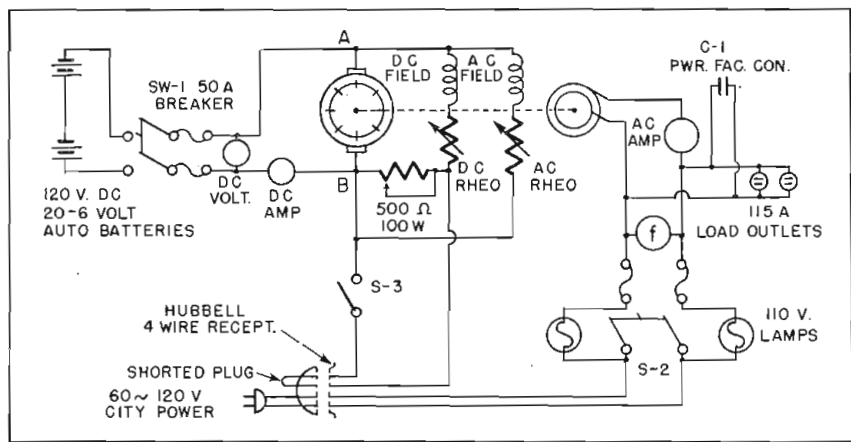 A
C-1
PWR. FAC. CON.
DC
FIELD
AC
FIELD
SW-1 50 A
BREAKER
AC
AMP
DC
VOLT.
DC
AMP
B
DC
RHEO
AC
RHEO
120 V. DC
20-6 VOLT
AUTO BATTERIES
500 Ω
100 W
115 A
LOAD OUTLETS
f
S-3
HUBBELL
4 WIRE RECEPT.
110 V.
LAMPS
SHORTED PLUG
S-2
60~ 120 V
CITY POWER